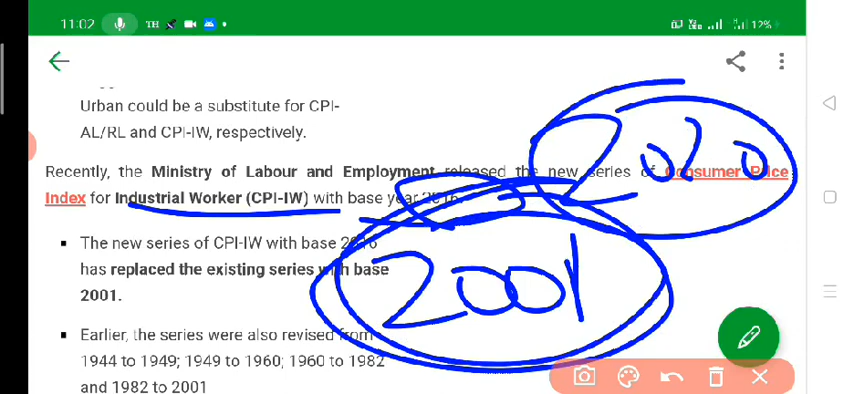 11:02 12%
Urban could be a substitute for CPI-
AL/RL and CPI-IW, respectively.
Recently, the Ministry of Labour and Employment released the new series of Consumer Price
Index for Industrial Worker (CPI-IW) with base year 2016.
The new series of CPI-IW with base 2016
has replaced the existing series with base
2001.
Earlier, the series were also revised from
1944 to 1949; 1949 to 1960; 1960 to 1982
and 1982 to 2001
2001